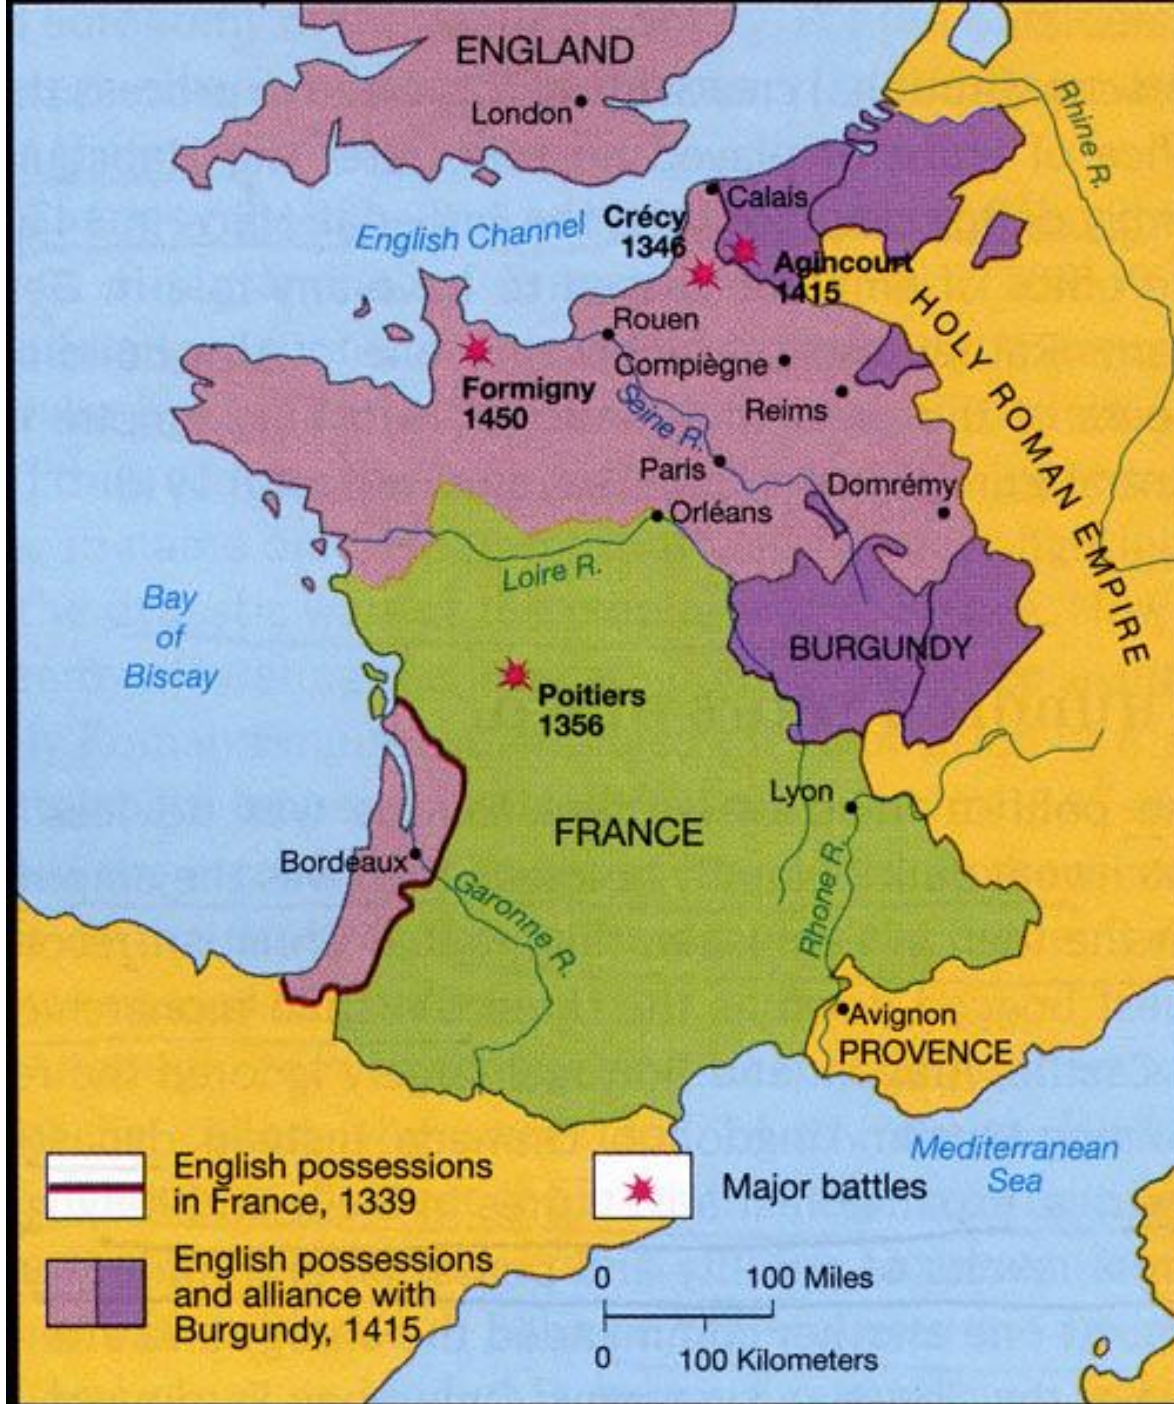 ENGLAND
London
Rhine R.
Calais
English Channel
Crécy
1346
Agincourt
1415
HOLY ROMAN EMPIRE
Rouen
Compiègne
Formigny
1450
Seine R.
Reims
Paris
Domrémy
Orléans
Loire R.
Bay
of
Biscay
BURGUNDY
Poitiers
1356
Lyon
FRANCE
Bordeaux
Garonne R.
Rhone R.
Avignon
PROVENCE
Mediterranean
Sea
English possessions
in France, 1339
Major battles
English possessions
and alliance with
Burgundy, 1415
0 100 Miles
0 100 Kilometers